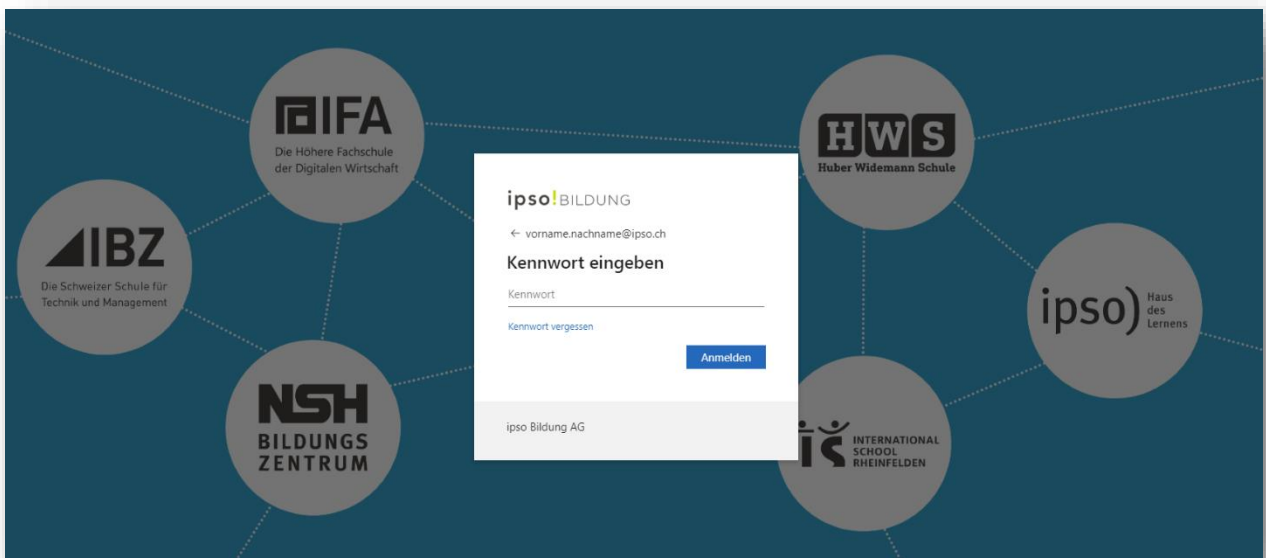 IFA
Die Höhere Fachschule
der Digitalen Wirtschaft
HWS
Huber Widemann Schule
IBZ
Die Schweizer Schule für
Technik und Management
ipso!BILDUNG
← vorname.nachname@ipso.ch
Kennwort eingeben
Kennwort
Kennwort vergessen
Anmelden
ipso Bildung AG
ipso)
Haus
des
Lernens
NSH
BILDUNGS
ZENTRUM
IS
INTERNATIONAL
SCHOOL
RHEINFELDEN